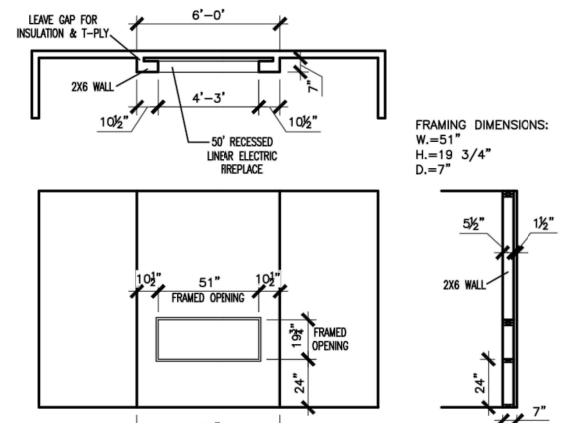 6'-0'
LEAVE GAP FOR
INSULATION & T-PLY
2X6 WALL
7"
4'-3'
10½"
10½"
50' RECESSED
LINEAR ELECTRIC
FIREPLACE
FRAMING DIMENSIONS:
W.=51"
H.=19 3/4"
D.=7"
10½"
51"
10½"
FRAMED OPENING
19¾"
FRAMED
OPENING
24"
5½"
1½"
2X6 WALL
24"
7"